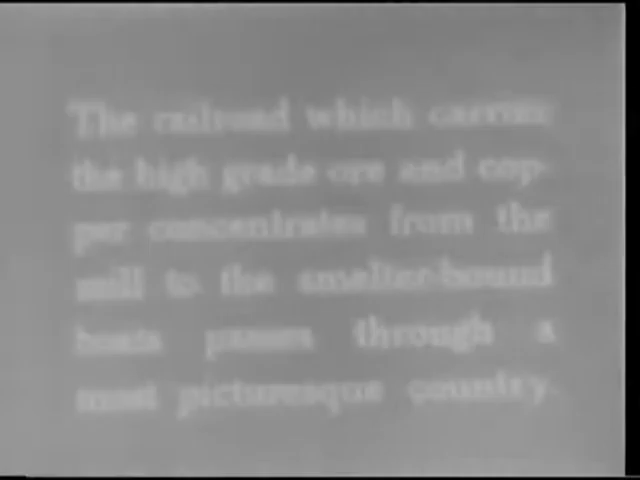 The railroad which carries
the high grade ore and cop-
per concentrates from the
mill to the smelter-bound
boats passes through a
most picturesque country.